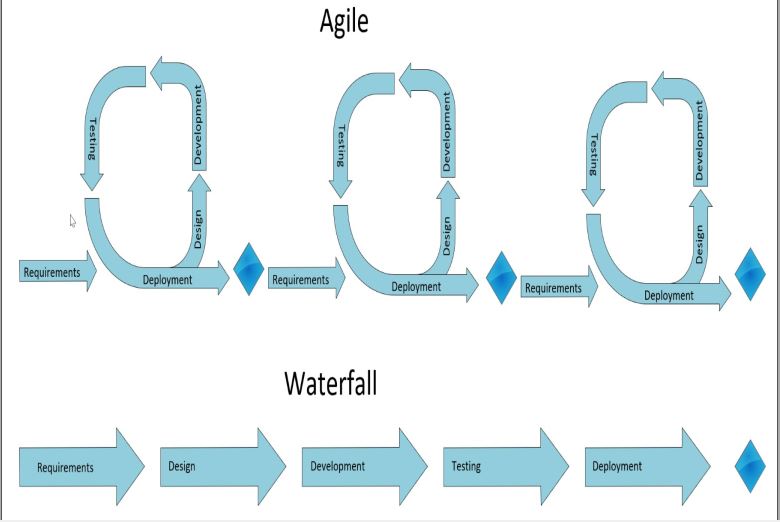 Agile
Requirements
Design
Development
Testing
Deployment
Requirements
Design
Development
Testing
Deployment
Requirements
Design
Development
Testing
Deployment
Waterfall
Requirements
Design
Development
Testing
Deployment